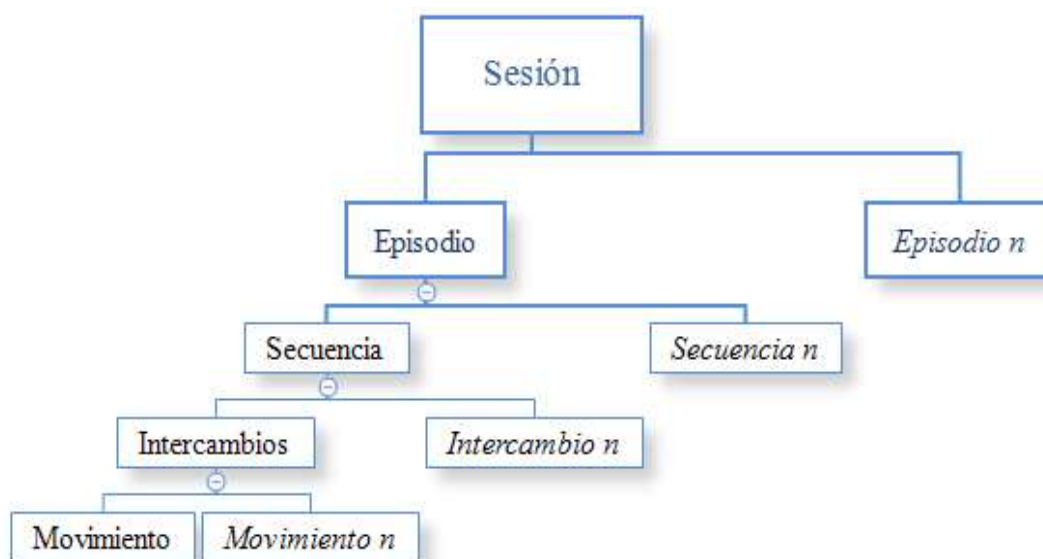 Sesión
Episodio
Episodio n
Secuencia
Secuencia n
Intercambios
Intercambio n
Movimiento
Movimiento n